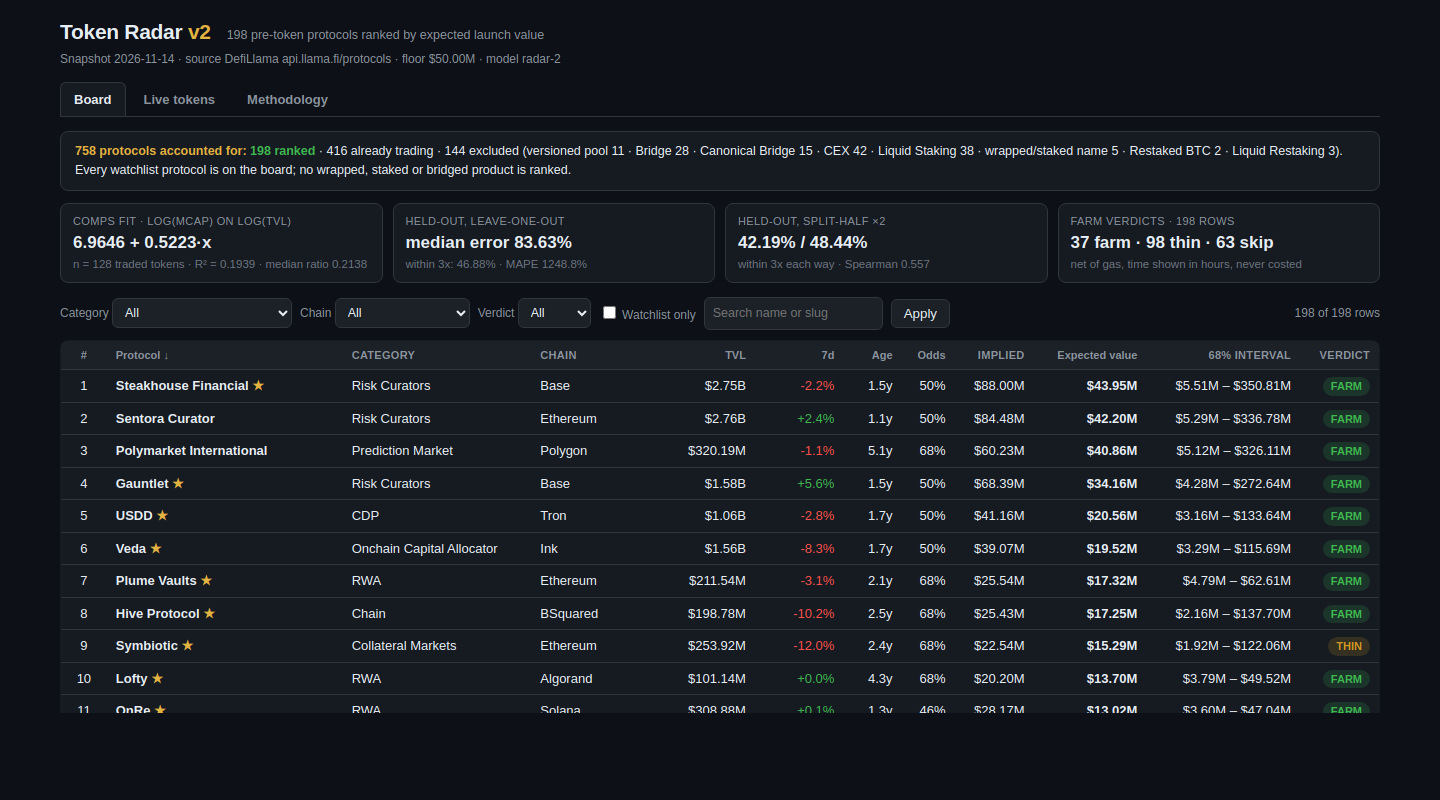 Token Radar v2 198 pre-token protocols ranked by expected launch value
Snapshot 2026-11-14 · source DefiLlama api.llama.fi/protocols · floor $50.00M · model radar-2
Board Live tokens Methodology
758 protocols accounted for: 198 ranked · 416 already trading · 144 excluded (versioned pool 11 · Bridge 28 · Canonical Bridge 15 · CEX 42 · Liquid Staking 38 · wrapped/staked name 5 · Restaked BTC 2 · Liquid Restaking 3).
Every watchlist protocol is on the board; no wrapped, staked or bridged product is ranked.
COMPS FIT · LOG(MCAP) ON LOG(TVL)
6.9646 + 0.5223·x
n = 128 traded tokens · R² = 0.1939 · median ratio 0.2138
HELD-OUT, LEAVE-ONE-OUT
median error 83.63%
within 3x: 46.88% · MAPE 1248.8%
HELD-OUT, SPLIT-HALF ×2
42.19% / 48.44%
within 3x each way · Spearman 0.557
FARM VERDICTS · 198 ROWS
37 farm · 98 thin · 63 skip
net of gas, time shown in hours, never costed
Category All Chain All Verdict All Watchlist only Search name or slug Apply 198 of 198 rows
# Protocol ↓ CATEGORY CHAIN TVL 7d Age Odds IMPLIED Expected value 68% INTERVAL VERDICT
1 Steakhouse Financial ★ Risk Curators Base $2.75B -2.2% 1.5y 50% $88.00M $43.95M $5.51M – $350.81M FARM
2 Sentora Curator Risk Curators Ethereum $2.76B +2.4% 1.1y 50% $84.48M $42.20M $5.29M – $336.78M FARM
3 Polymarket International Prediction Market Polygon $320.19M -1.1% 5.1y 68% $60.23M $40.86M $5.12M – $326.11M FARM
4 Gauntlet ★ Risk Curators Base $1.58B +5.6% 1.5y 50% $68.39M $34.16M $4.28M – $272.64M FARM
5 USDD ★ CDP Tron $1.06B -2.8% 1.7y 50% $41.16M $20.56M $3.16M – $133.64M FARM
6 Veda ★ Onchain Capital Allocator Ink $1.56B -8.3% 1.7y 50% $39.07M $19.52M $3.29M – $115.69M FARM
7 Plume Vaults ★ RWA Ethereum $211.54M -3.1% 2.1y 68% $25.54M $17.32M $4.79M – $62.61M FARM
8 Hive Protocol ★ Chain BSquared $198.78M -10.2% 2.5y 68% $25.43M $17.25M $2.16M – $137.70M FARM
9 Symbiotic ★ Collateral Markets Ethereum $253.92M -12.0% 2.4y 68% $22.54M $15.29M $1.92M – $122.06M THIN
10 Lofty ★ RWA Algorand $101.14M +0.0% 4.3y 68% $20.20M $13.70M $3.79M – $49.52M FARM
11 OnRe ★ RWA Solana $308.88M +0.1% 1.3y 46% $28.17M $13.02M $3.60M – $47.04M FARM